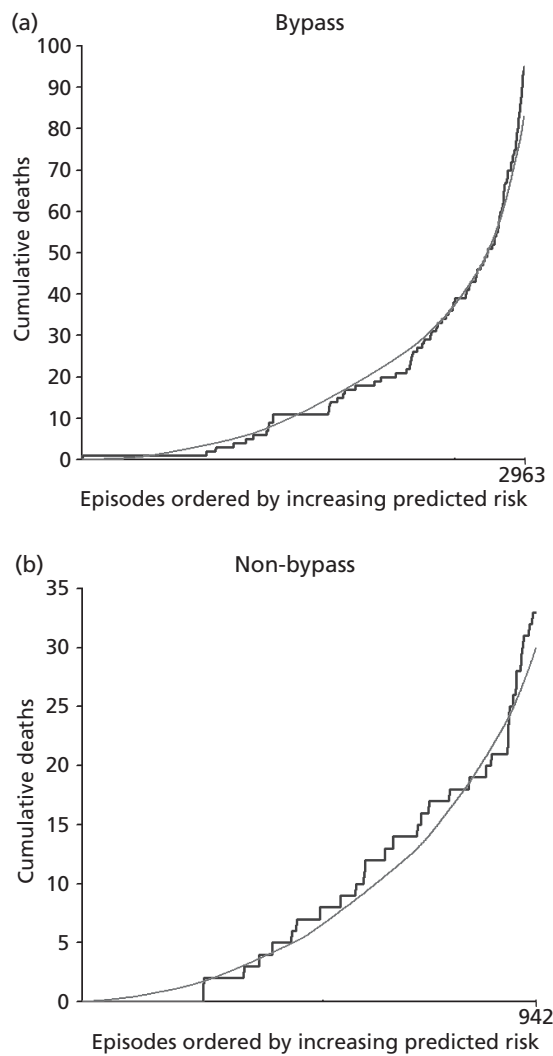 (a)
Bypass
100
90
80
70
60
50
40
30
20
10
0
Cumulative deaths
2963
Episodes ordered by increasing predicted risk
(b)
Non-bypass
35
30
25
20
15
10
5
0
Cumulative deaths
942
Episodes ordered by increasing predicted risk